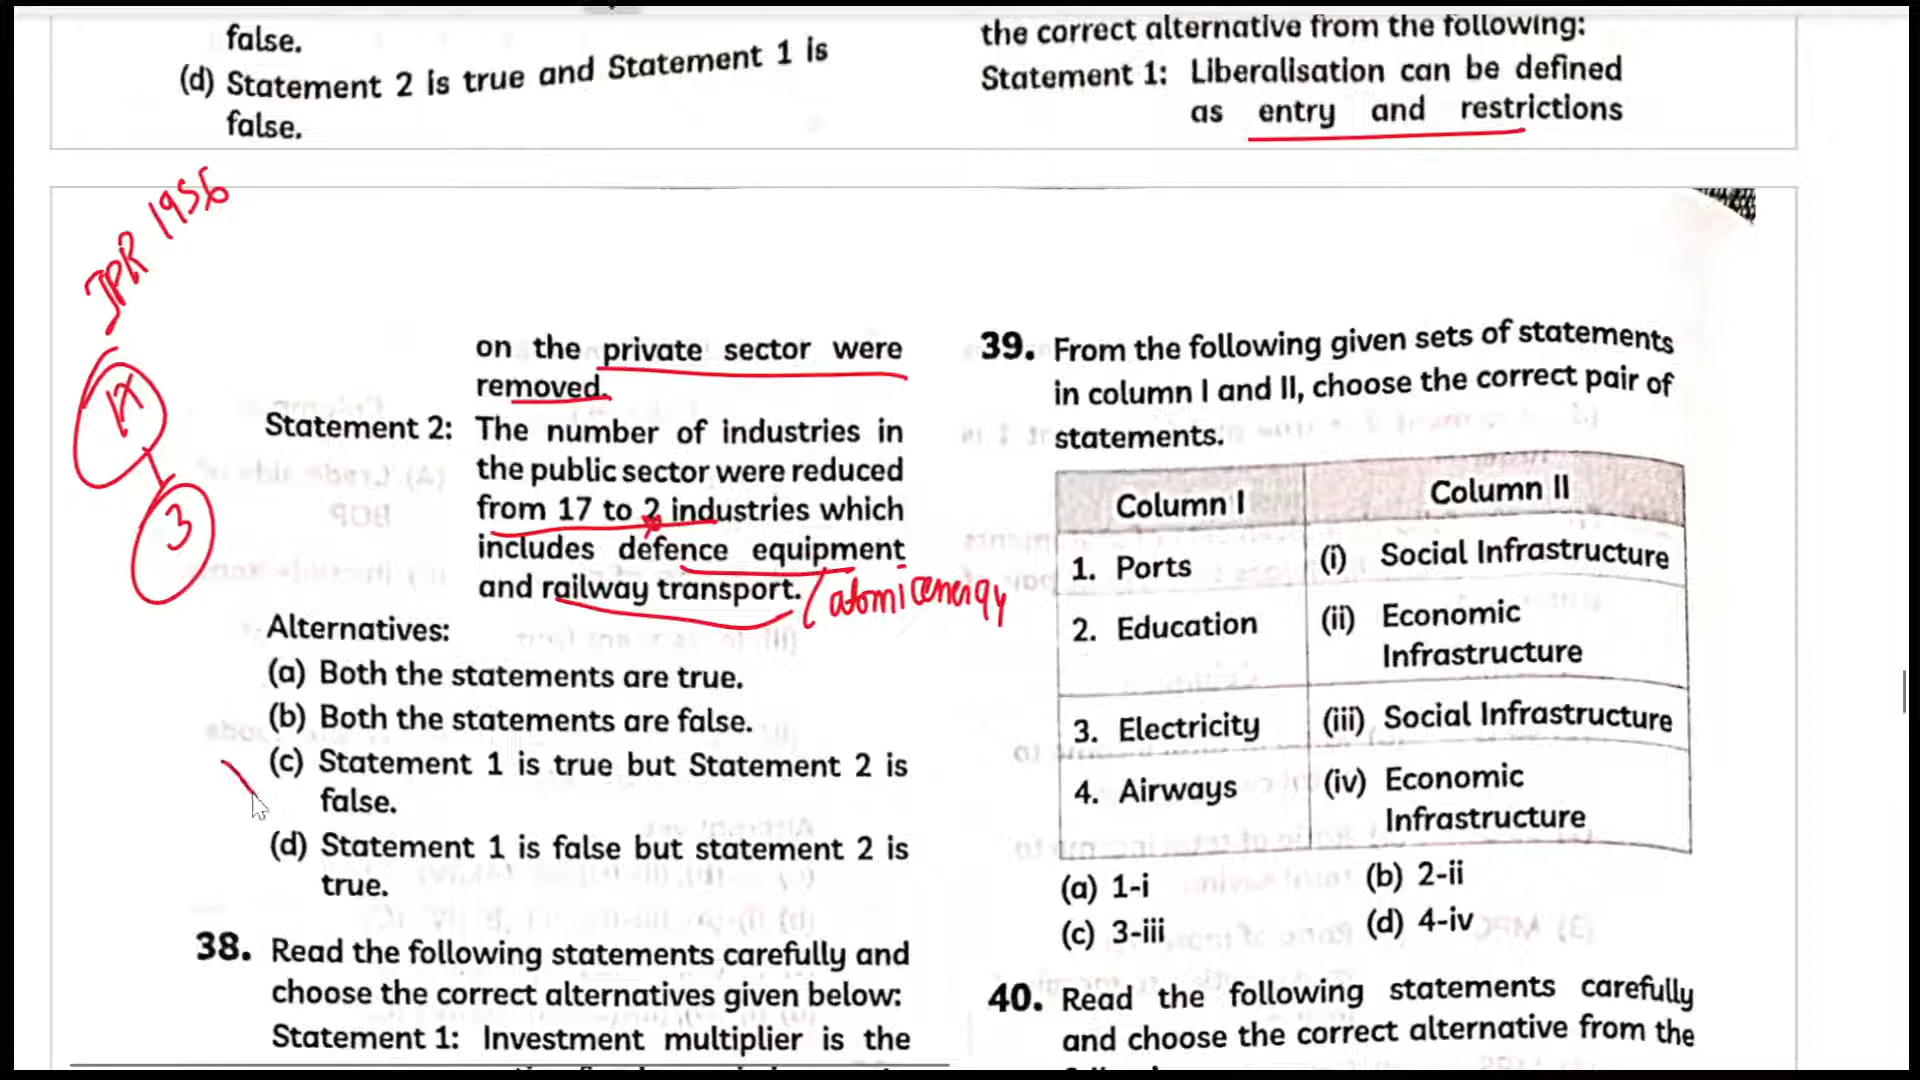 false.
(d) Statement 2 is true and Statement 1 is
false.
the correct alternative from the following:
Statement 1: Liberalisation can be defined
as entry and restrictions
IPR 1956
17
3
on the private sector were
removed.
Statement 2: The number of industries in
the public sector were reduced
from 17 to 2 industries which
includes defence equipment
and railway transport. ( atomic energy
Alternatives:
(a) Both the statements are true.
(b) Both the statements are false.
(c) Statement 1 is true but Statement 2 is
false.
(d) Statement 1 is false but statement 2 is
true.
38. Read the following statements carefully and
choose the correct alternatives given below:
Statement 1: Investment multiplier is the
39. From the following given sets of statements
in column I and II, choose the correct pair of
statements.
Column I Column II
1. Ports (i) Social Infrastructure
2. Education (ii) Economic
Infrastructure
3. Electricity (iii) Social Infrastructure
4. Airways (iv) Economic
Infrastructure
(a) 1-i (b) 2-ii
(c) 3-iii (d) 4-iv
40. Read the following statements carefully
and choose the correct alternative from the